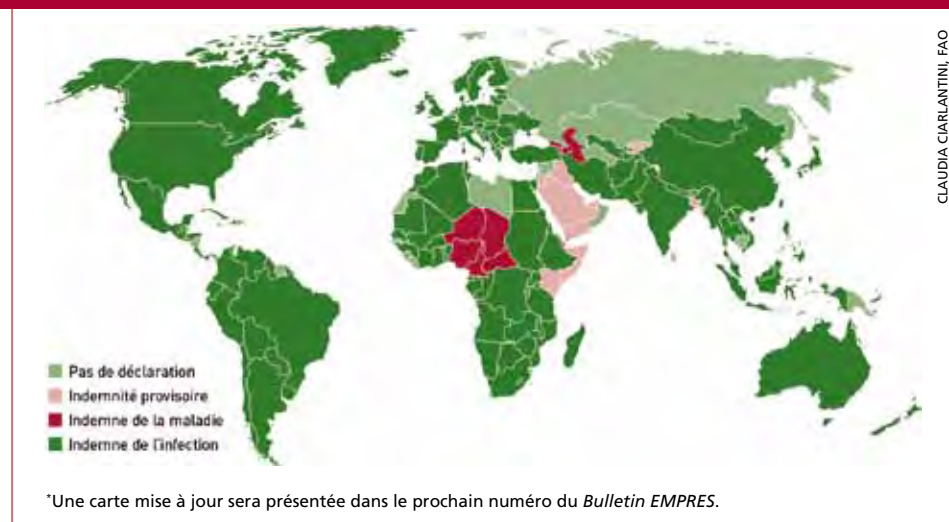 CLAUDIA CIARLANTINI, FAO
Pas de déclaration
Indemnité provisoire
Indemne de la maladie
Indemne de l'infection
*Une carte mise à jour sera présentée dans le prochain numéro du Bulletin EMPRES.